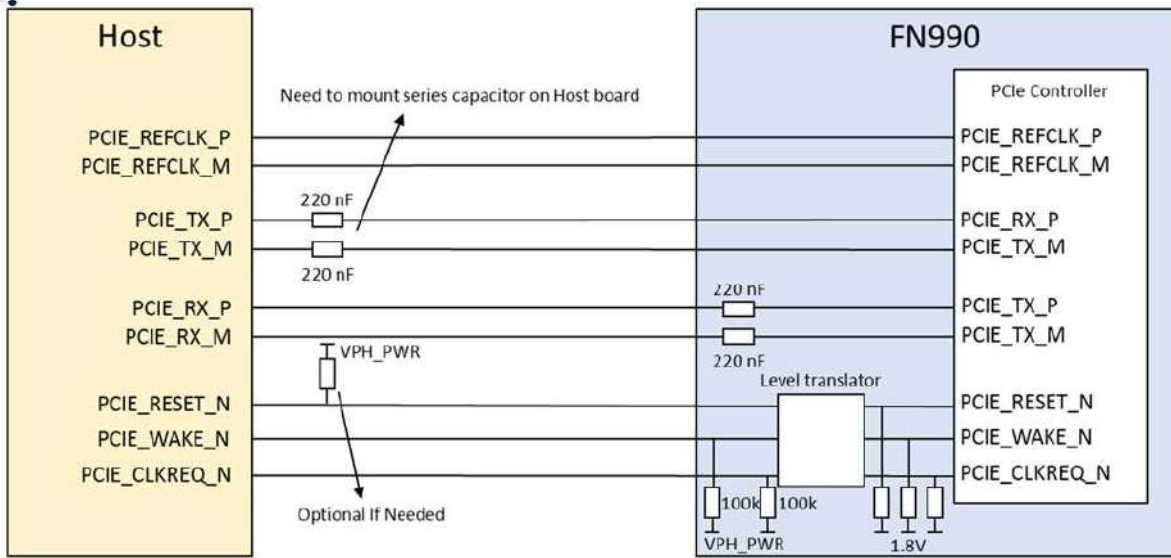 Host
FN990
PCIe Controller
Need to mount series capacitor on Host board
PCIE_REFCLK_P
PCIE_REFCLK_P
PCIE_REFCLK_M
PCIE_REFCLK_M
220 nF
PCIE_TX_P
PCIE_RX_P
PCIE_TX_M
PCIE_TX_M
220 nF
220 nF
PCIE_RX_P
PCIE_TX_P
PCIE_RX_M
PCIE_TX_M
VPH_PWR
220 nF
Level translator
PCIE_RESET_N
PCIE_RESET_N
PCIE_WAKE_N
PCIE_WAKE_N
PCIE_CLKREQ_N
PCIE_CLKREQ_N
100k
100k
Optional If Needed
VPH_PWR
1.8V